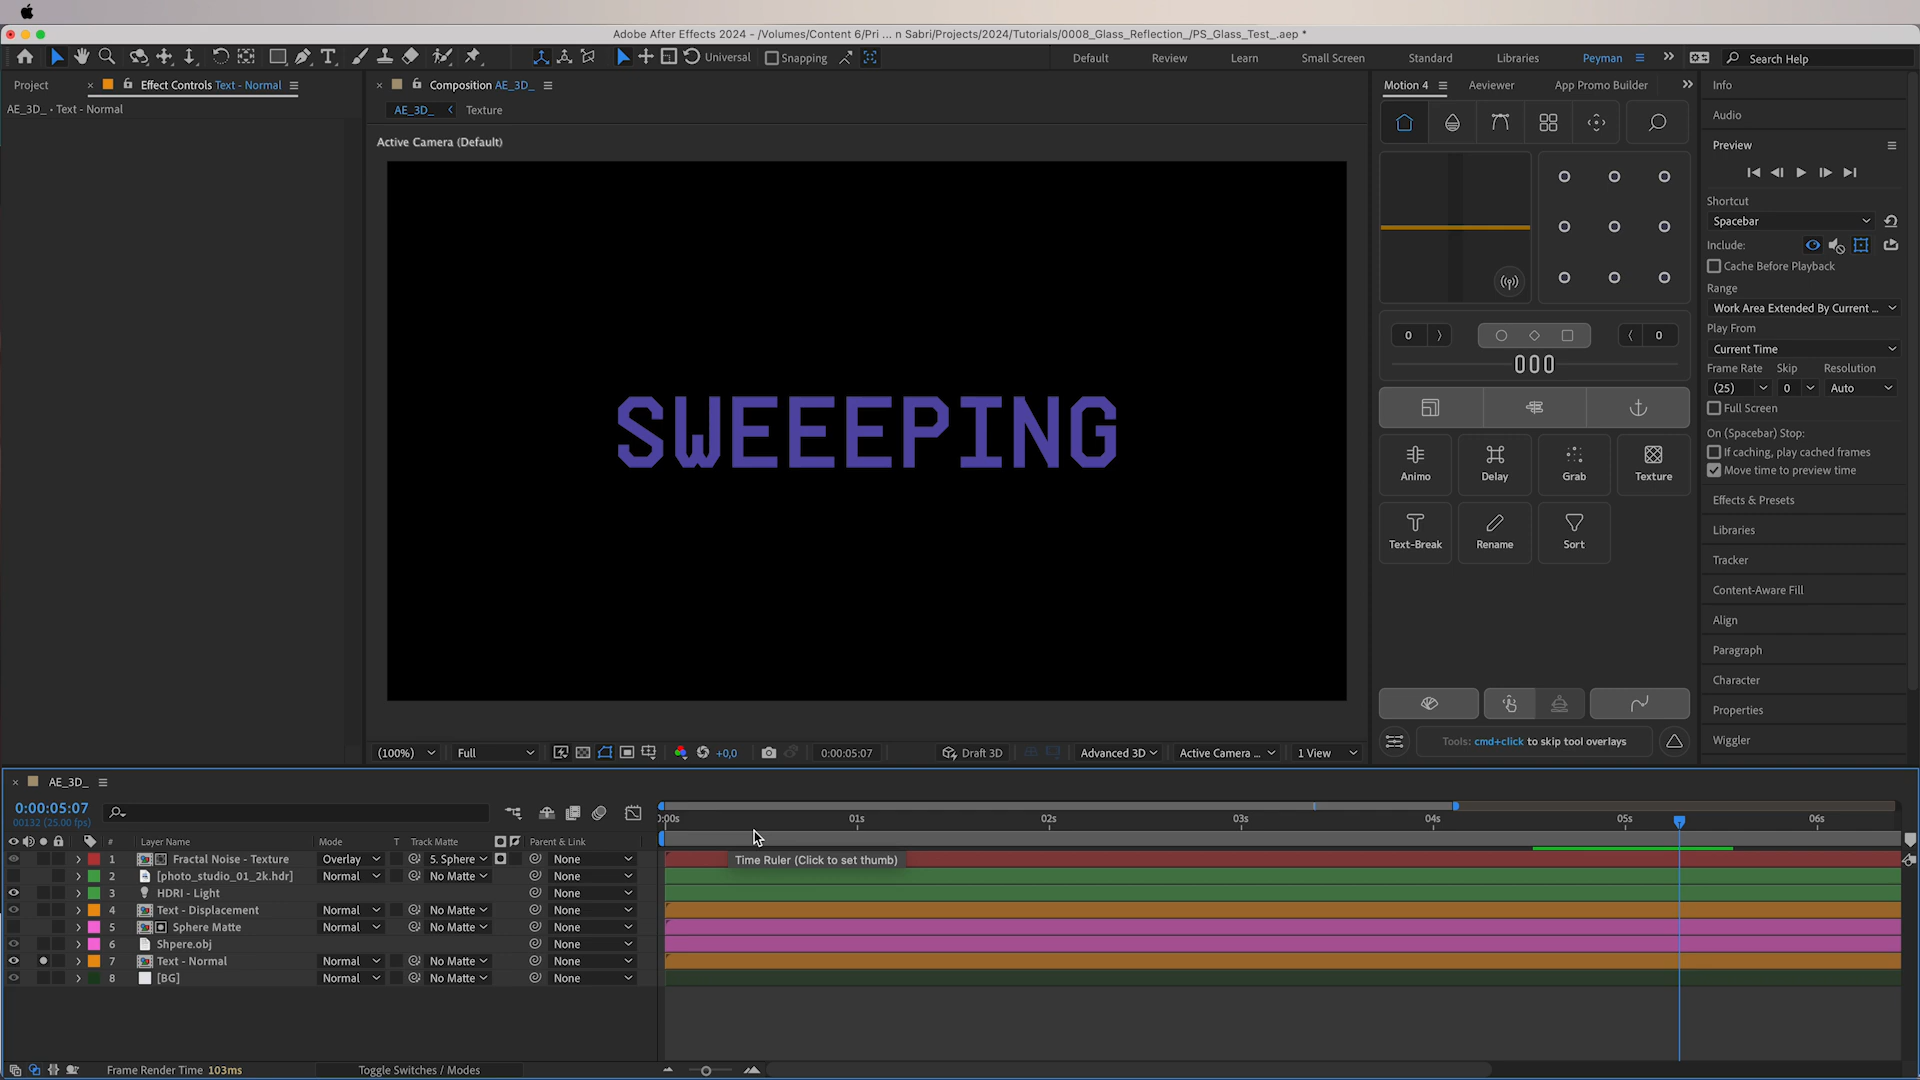 Adobe After Effects 2024 - /Volumes/Content 6/Pri ... n Sabri/Projects/2024/Tutorials/0008_Glass_Reflection_/PS_Glass_Test_.aep *
Universal
Snapping
Default
Review
Learn
Small Screen
Standard
Libraries
Peyman
Search Help
Project
Effect Controls Text - Normal
Composition AE_3D_
Motion 4
Aeviewer
App Promo Builder
Info
AE_3D_ • Text - Normal
AE_3D_
Texture
Audio
Active Camera (Default)
Preview
SWEEEPING
Shortcut
Spacebar
Include:
Cache Before Playback
Range
Work Area Extended By Current ...
Play From
Current Time
Frame Rate Skip Resolution
(25) 0 Auto
Full Screen
On (Spacebar) Stop:
If caching, play cached frames
Move time to preview time
0
0
Animo
Delay
Grab
Texture
Text-Break
Rename
Sort
Effects & Presets
Libraries
Tracker
Content-Aware Fill
Align
Paragraph
Character
Properties
Wiggler
Tools: cmd+click to skip tool overlays
(100%)
Full
+0,0
0:00:05:07
Draft 3D
Advanced 3D
Active Camera ...
1 View
AE_3D_
0:00:05:07
00132 (25.00 fps)
):00s 01s 02s 03s 04s 05s 06s
# Layer Name Mode T Track Matte Parent & Link
1 Fractal Noise - Texture Overlay 5. Sphere None
Time Ruler (Click to set thumb)
2 [photo_studio_01_2k.hdr] Normal No Matte None
3 HDRI - Light None
4 Text - Displacement Normal No Matte None
5 Sphere Matte Normal No Matte None
6 Shpere.obj None
7 Text - Normal Normal No Matte None
8 [BG] Normal No Matte None
Frame Render Time 103ms
Toggle Switches / Modes